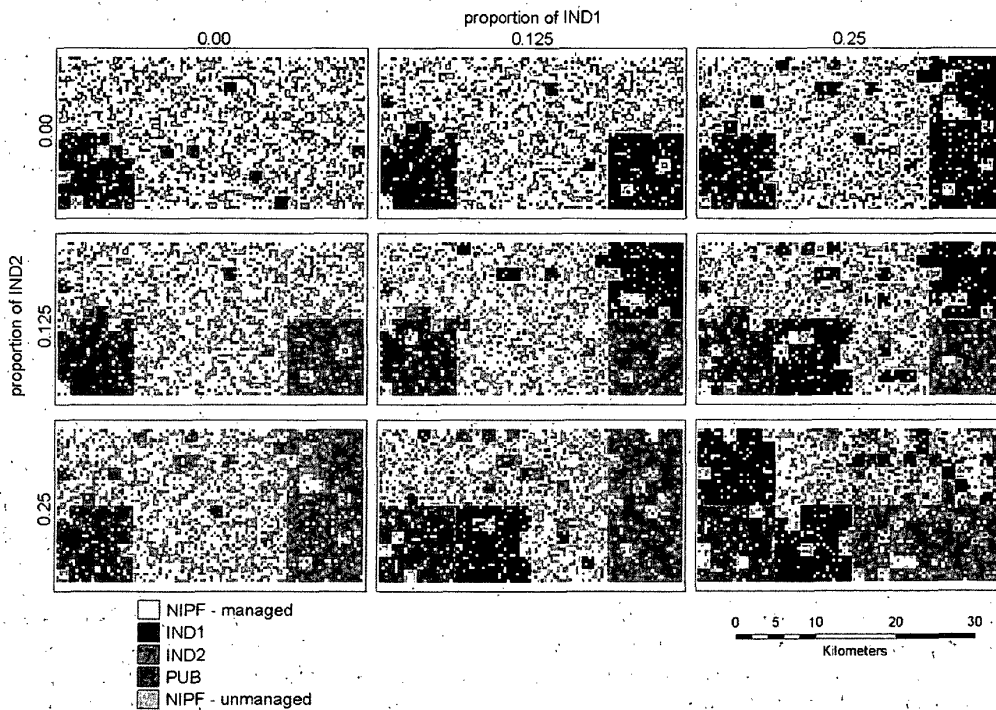 proportion of IND1
0.00 0.125 0.25
proportion of IND2
0.00
0.125
0.25
NIPF - managed
IND1
IND2
PUB
NIPF - unmanaged
0 5 10 20 30
Kilometers